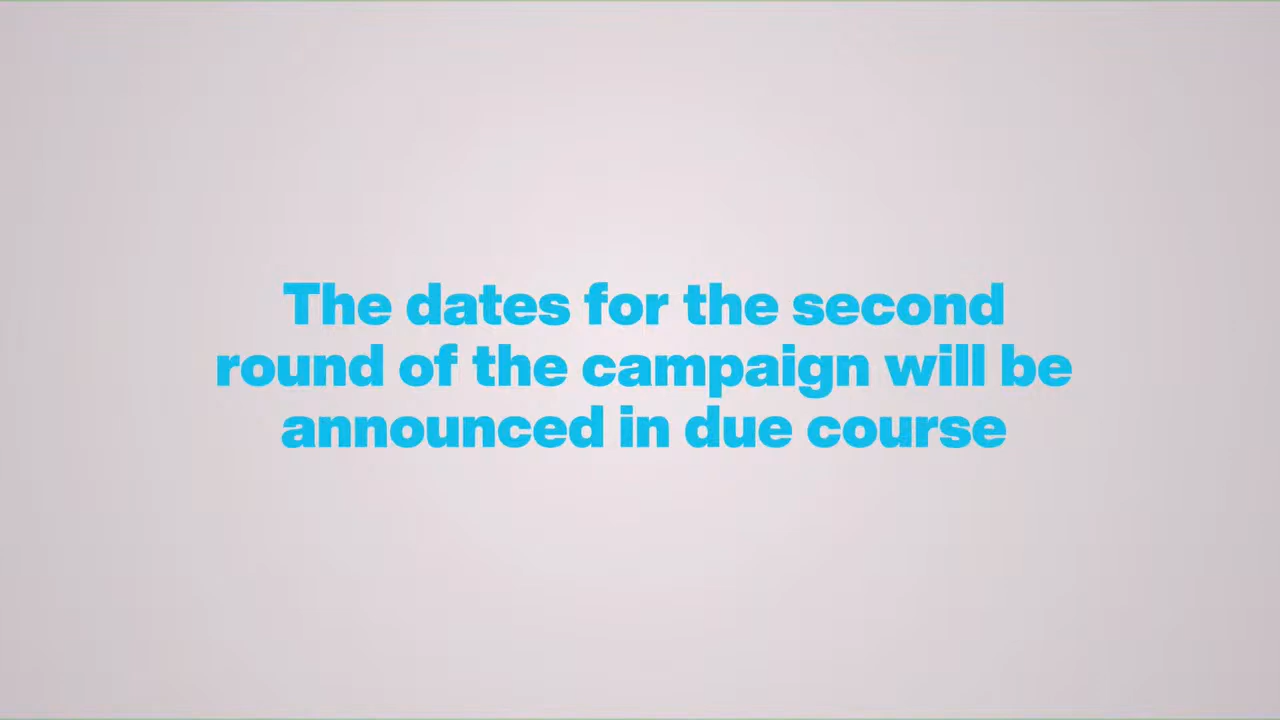 The dates for the second
round of the campaign will be
announced in due course